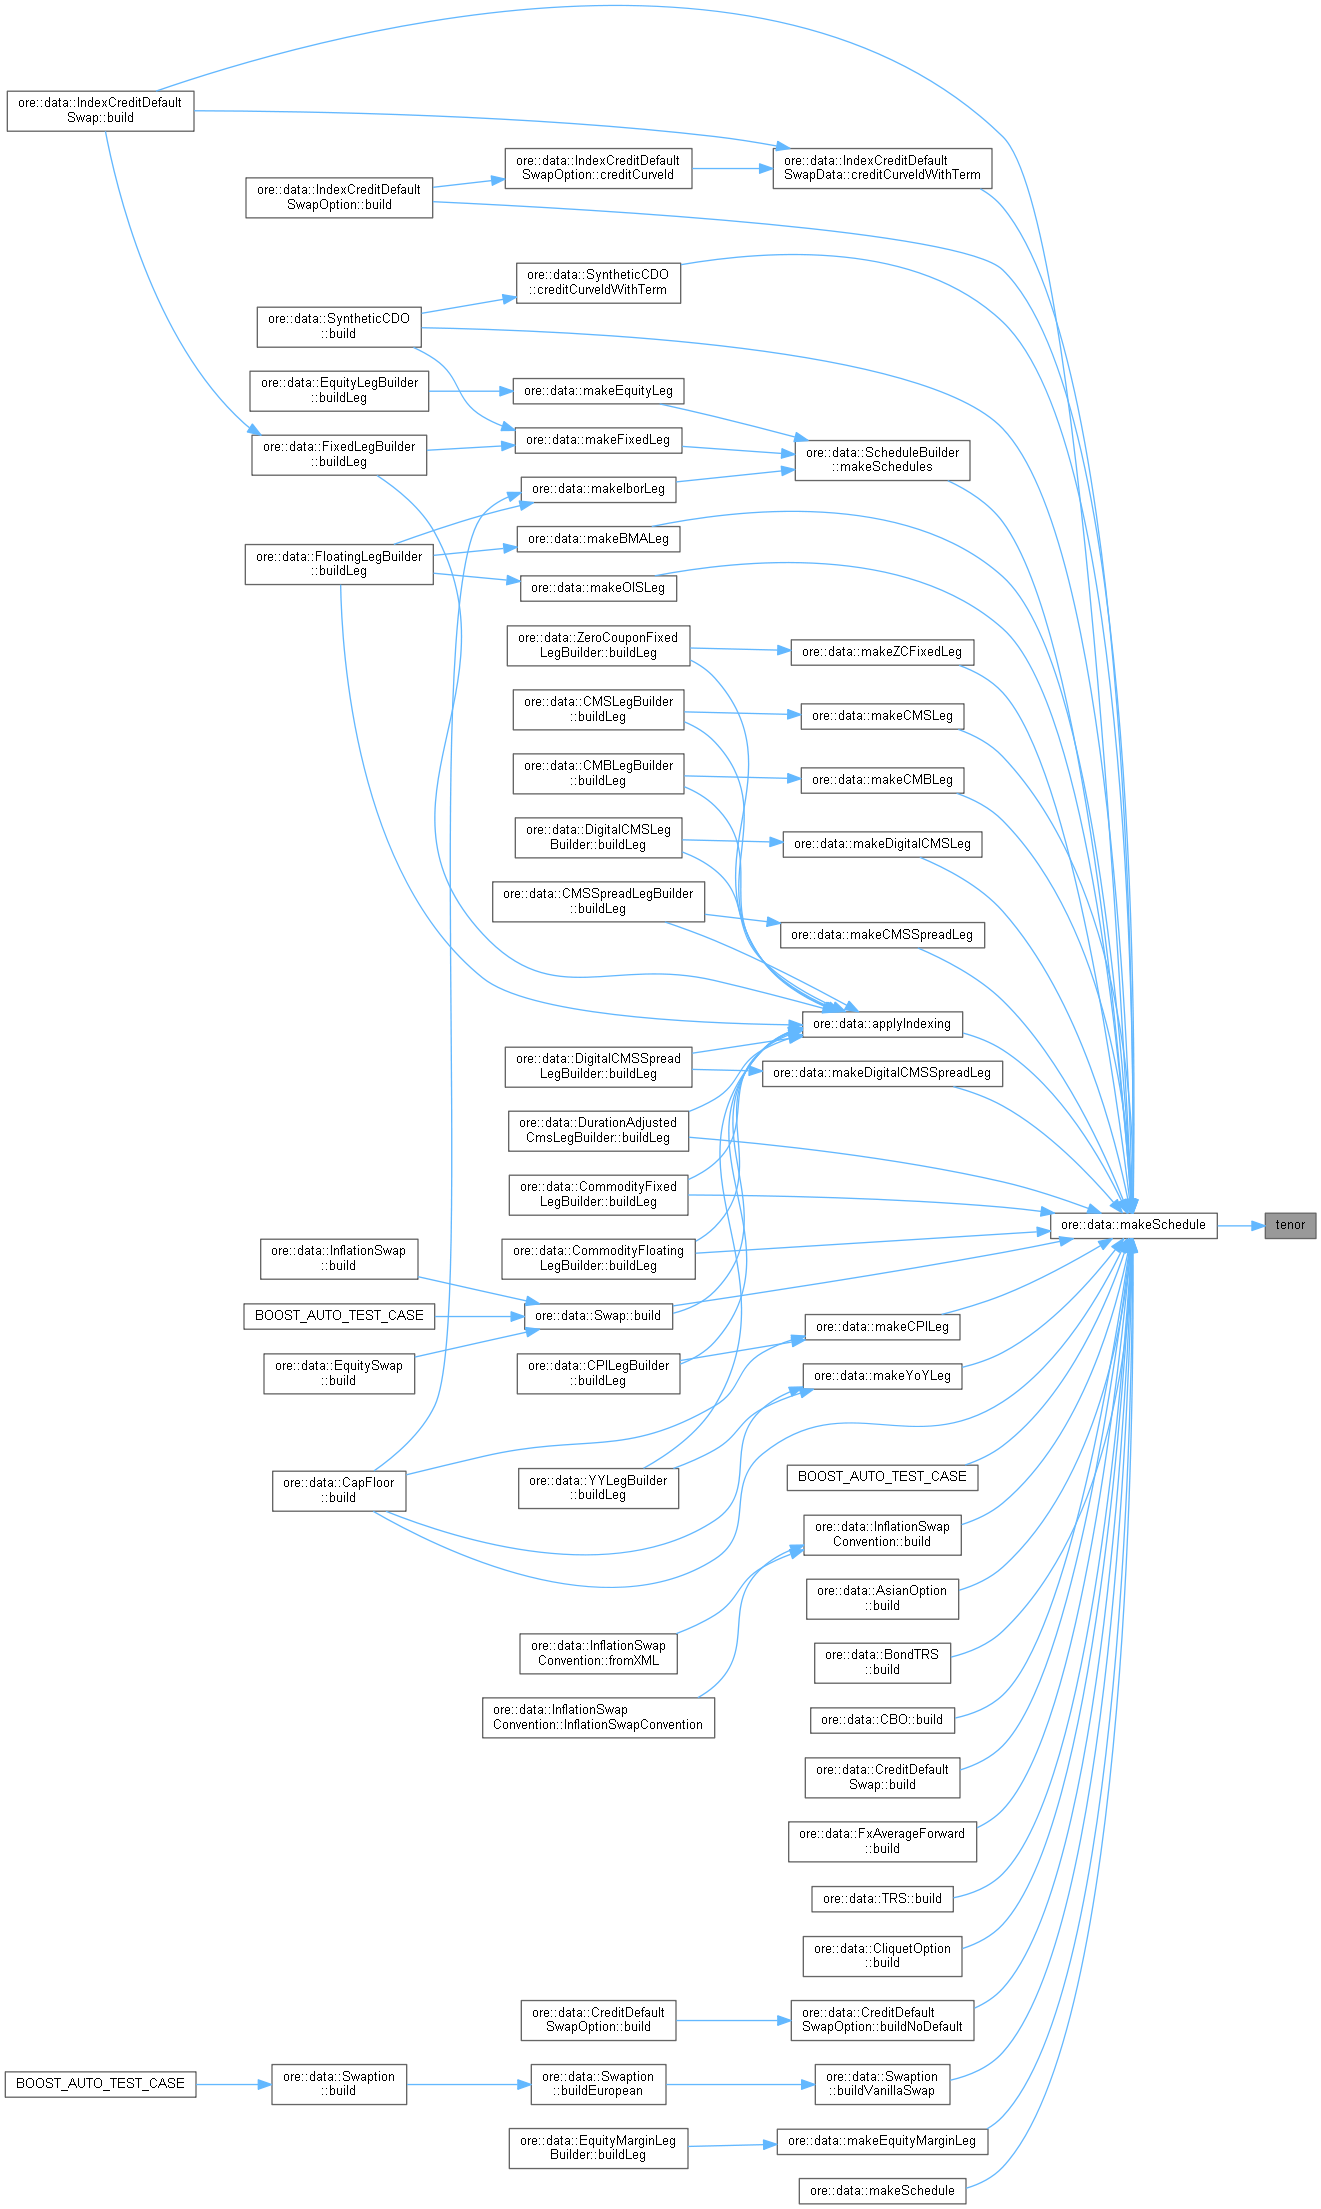 ore::data::IndexCreditDefault
Swap::build
ore::data::IndexCreditDefault
SwapOption::creditCurveId
ore::data::IndexCreditDefault
SwapData::creditCurveIdWithTerm
ore::data::IndexCreditDefault
SwapOption::build
ore::data::SyntheticCDO
::creditCurveIdWithTerm
ore::data::SyntheticCDO
::build
ore::data::EquityLegBuilder
::buildLeg
ore::data::makeEquityLeg
ore::data::FixedLegBuilder
::buildLeg
ore::data::makeFixedLeg
ore::data::ScheduleBuilder
::makeSchedules
ore::data::makeIborLeg
ore::data::makeBMALeg
ore::data::FloatingLegBuilder
::buildLeg
ore::data::makeOISLeg
ore::data::ZeroCouponFixed
LegBuilder::buildLeg
ore::data::makeZCFixedLeg
ore::data::CMSLegBuilder
::buildLeg
ore::data::makeCMSLeg
ore::data::CMBLegBuilder
::buildLeg
ore::data::makeCMBLeg
ore::data::DigitalCMSLeg
Builder::buildLeg
ore::data::makeDigitalCMSLeg
ore::data::CMSSpreadLegBuilder
::buildLeg
ore::data::makeCMSSpreadLeg
ore::data::applyIndexing
ore::data::DigitalCMSSpread
LegBuilder::buildLeg
ore::data::makeDigitalCMSSpreadLeg
ore::data::DurationAdjusted
CmsLegBuilder::buildLeg
ore::data::CommodityFixed
LegBuilder::buildLeg
ore::data::makeSchedule
tenor
ore::data::InflationSwap
::build
ore::data::CommodityFloating
LegBuilder::buildLeg
BOOST_AUTO_TEST_CASE
ore::data::Swap::build
ore::data::makeCPILeg
ore::data::EquitySwap
::build
ore::data::CPILegBuilder
::buildLeg
ore::data::makeYoYLeg
ore::data::CapFloor
::build
ore::data::YYLegBuilder
::buildLeg
BOOST_AUTO_TEST_CASE
ore::data::InflationSwap
Convention::build
ore::data::AsianOption
::build
ore::data::InflationSwap
Convention::fromXML
ore::data::BondTRS
::build
ore::data::InflationSwap
Convention::InflationSwapConvention
ore::data::CBO::build
ore::data::CreditDefault
Swap::build
ore::data::FxAverageForward
::build
ore::data::TRS::build
ore::data::CliquetOption
::build
ore::data::CreditDefault
SwapOption::build
ore::data::CreditDefault
SwapOption::buildNoDefault
BOOST_AUTO_TEST_CASE
ore::data::Swaption
::build
ore::data::Swaption
::buildEuropean
ore::data::Swaption
::buildVanillaSwap
ore::data::EquityMarginLeg
Builder::buildLeg
ore::data::makeEquityMarginLeg
ore::data::makeSchedule